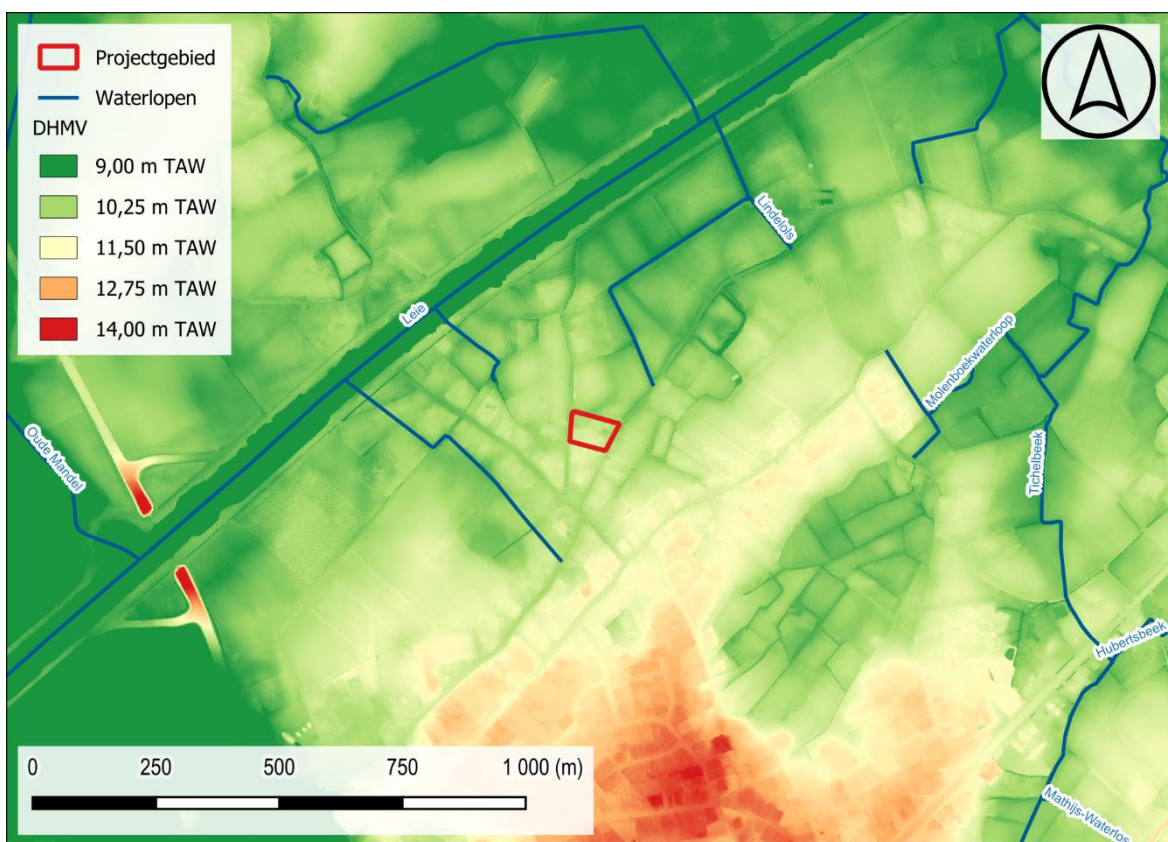 Projectgebied
Waterlopen
DHMV
9,00 m TAW
10,25 m TAW
11,50 m TAW
12,75 m TAW
14,00 m TAW
Lindelols
Leie
Molenboekwaterloop
Oude Mandel
Tichelbeek
Hubertsbeek
Mathijs-Waterlos
0 250 500 750 1 000 (m)